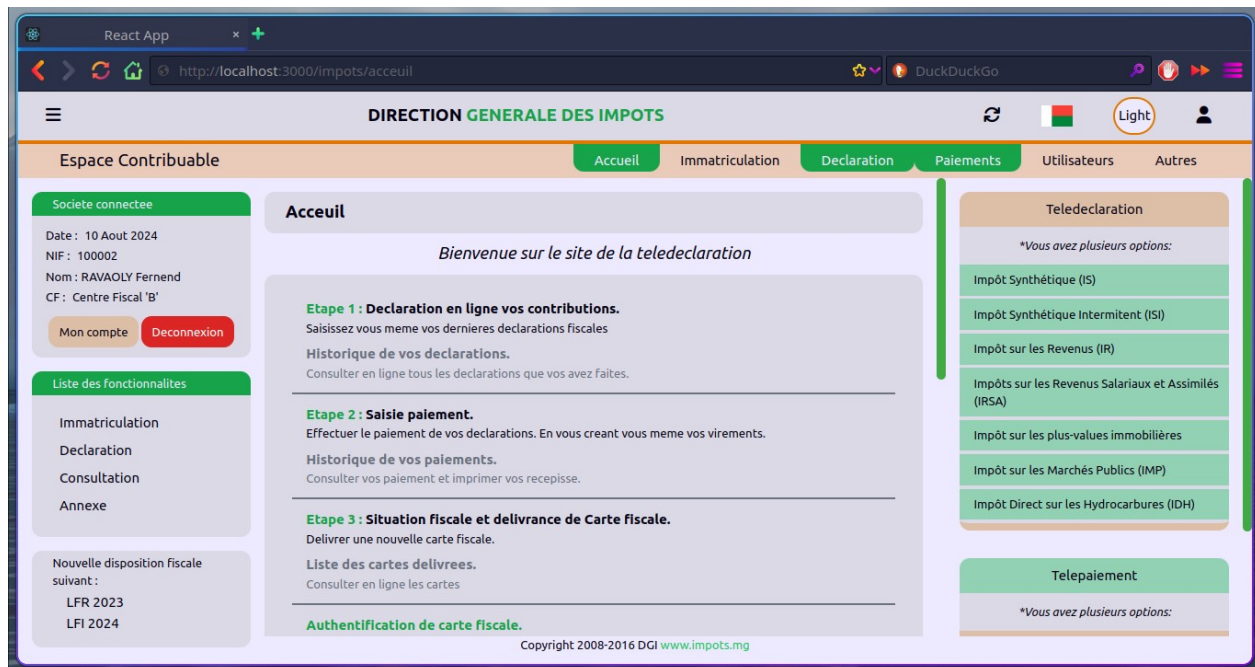 React App
http://localhost:3000/impots/acceuil
DuckDuckGo
DIRECTION GENERALE DES IMPOTS
Light
Espace Contribuable
Accueil
Immatriculation
Declaration
Paiements
Utilisateurs
Autres
Societe connectee
Date : 10 Aout 2024
NIF : 100002
Nom : RAVAOLY Fernend
CF : Centre Fiscal 'B'
Mon compte
Deconnexion
Liste des fonctionnalites
Immatriculation
Declaration
Consultation
Annexe
Nouvelle disposition fiscale
suivant :
LFR 2023
LFI 2024
Acceuil
Bienvenue sur le site de la teledeclaration
Etape 1 : Declaration en ligne vos contributions.
Saisissez vous meme vos dernieres declarations fiscales
Historique de vos declarations.
Consulter en ligne tous les declarations que vos avez faites.
Etape 2 : Saisie paiement.
Effectuer le paiement de vos declarations. En vous creant vous meme vos virements.
Historique de vos paiements.
Consulter vos paiement et imprimer vos recepisse.
Etape 3 : Situation fiscale et delivrance de Carte fiscale.
Delivrer une nouvelle carte fiscale.
Liste des cartes delivrees.
Consulter en ligne les cartes
Authentification de carte fiscale.
Teledeclaration
*Vous avez plusieurs options:
Impôt Synthétique (IS)
Impôt Synthétique Intermitent (ISI)
Impôt sur les Revenus (IR)
Impôts sur les Revenus Salariaux et Assimilés
(IRSA)
Impôt sur les plus-values immobilières
Impôt sur les Marchés Publics (IMP)
Impôt Direct sur les Hydrocarbures (IDH)
Telepaiement
*Vous avez plusieurs options:
Copyright 2008-2016 DGI www.impots.mg